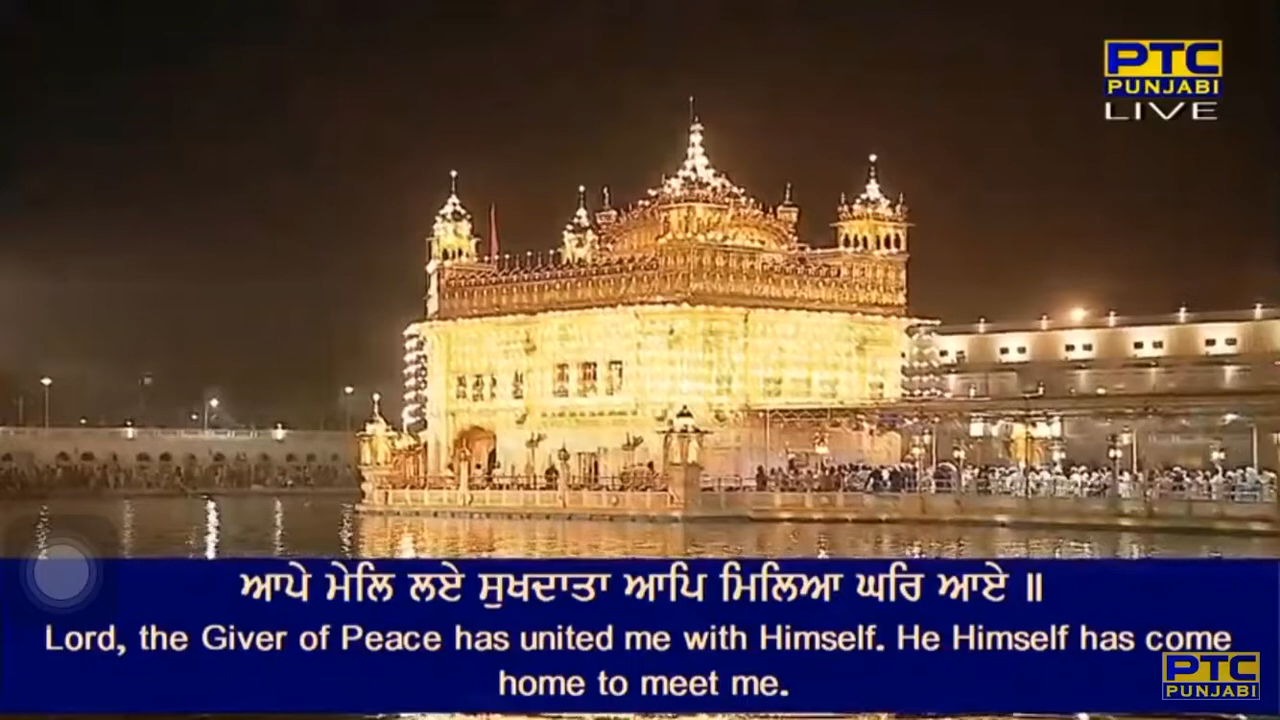 PTC
PUNJABI
LIVE
ਆਪੇ ਮੇਲਿ ਲਏ ਸੁਖਦਾਤਾ ਆਪਿ ਮਿਲਿਆ ਘਰਿ ਆਏ ॥
Lord, the Giver of Peace has united me with Himself. He Himself has come
home to meet me.
PTC
PUNJABI